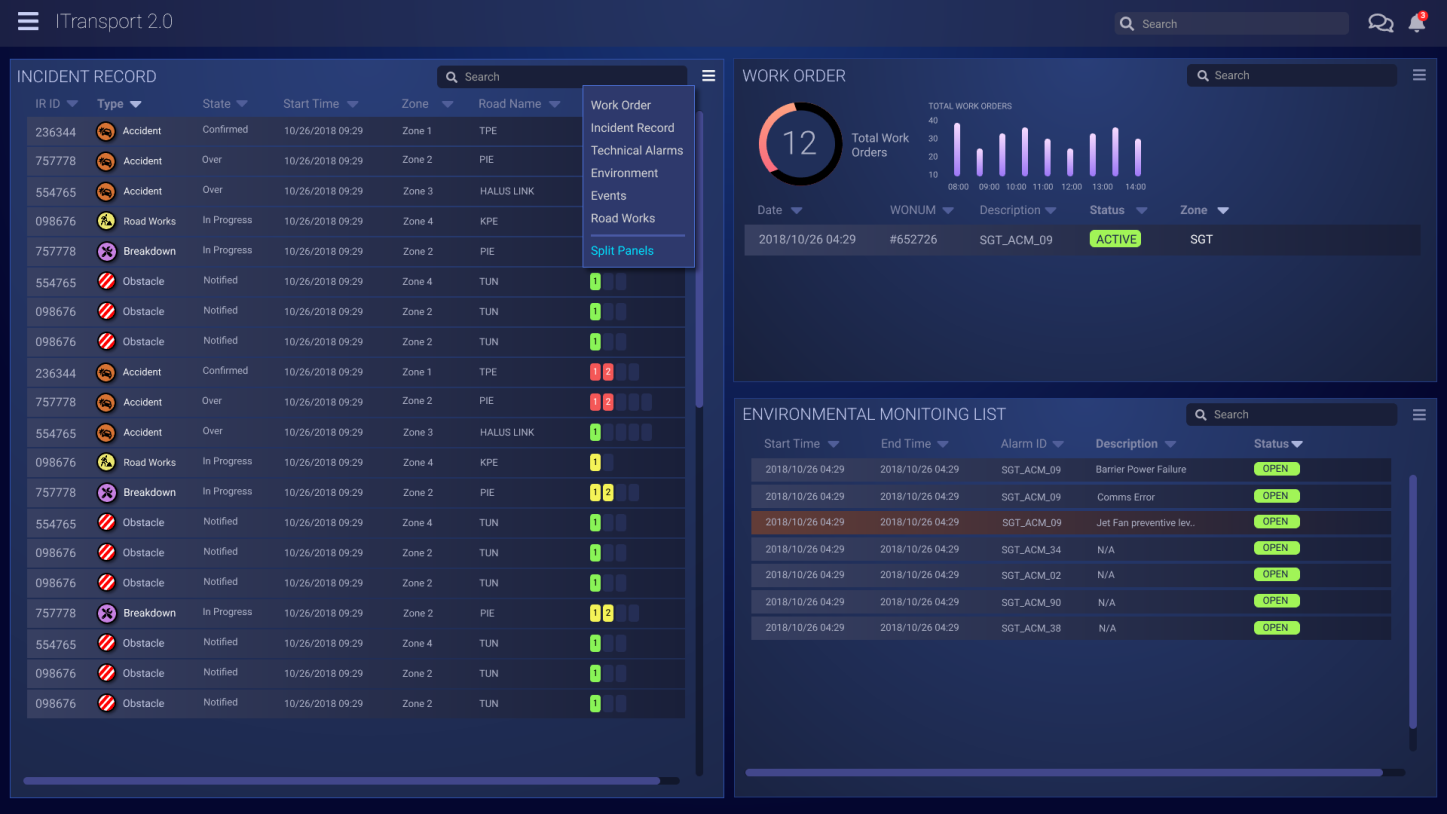 ITransport 2.0
Search
3
INCIDENT RECORD
Search
IR ID Type State Start Time Zone Road Name
Work Order
Incident Record
Technical Alarms
Environment
Events
Road Works
Split Panels
236344 Accident Confirmed 10/26/2018 09:29 Zone 1 TPE
757778 Accident Over 10/26/2018 09:29 Zone 2 PIE
554765 Accident Over 10/26/2018 09:29 Zone 3 HALUS LINK
098676 Road Works In Progress 10/26/2018 09:29 Zone 4 KPE
757778 Breakdown In Progress 10/26/2018 09:29 Zone 2 PIE
554765 Obstacle Notified 10/26/2018 09:29 Zone 4 TUN 1
098676 Obstacle Notified 10/26/2018 09:29 Zone 2 TUN 1
098676 Obstacle Notified 10/26/2018 09:29 Zone 2 TUN 1
236344 Accident Confirmed 10/26/2018 09:29 Zone 1 TPE 1 2
757778 Accident Over 10/26/2018 09:29 Zone 2 PIE 1 2
554765 Accident Over 10/26/2018 09:29 Zone 3 HALUS LINK 1
098676 Road Works In Progress 10/26/2018 09:29 Zone 4 KPE 1
757778 Breakdown In Progress 10/26/2018 09:29 Zone 2 PIE 1 2
554765 Obstacle Notified 10/26/2018 09:29 Zone 4 TUN 1
098676 Obstacle Notified 10/26/2018 09:29 Zone 2 TUN 1
098676 Obstacle Notified 10/26/2018 09:29 Zone 2 TUN 1
757778 Breakdown In Progress 10/26/2018 09:29 Zone 2 PIE 1 2
554765 Obstacle Notified 10/26/2018 09:29 Zone 4 TUN 1
098676 Obstacle Notified 10/26/2018 09:29 Zone 2 TUN 1
098676 Obstacle Notified 10/26/2018 09:29 Zone 2 TUN 1
WORK ORDER
Search
12
Total Work
Orders
TOTAL WORK ORDERS
40
30
20
10
08:00 09:00 10:00 11:00 12:00 13:00 14:00
Date WONUM Description Status Zone
2018/10/26 04:29 #652726 SGT_ACM_09 ACTIVE SGT
ENVIRONMENTAL MONITOING LIST
Search
Start Time End Time Alarm ID Description Status
2018/10/26 04:29 2018/10/26 04:29 SGT_ACM_09 Barrier Power Failure OPEN
2018/10/26 04:29 2018/10/26 04:29 SGT_ACM_09 Comms Error OPEN
2018/10/26 04:29 2018/10/26 04:29 SGT_ACM_09 Jet Fan preventive lev.. OPEN
2018/10/26 04:29 2018/10/26 04:29 SGT_ACM_34 N/A OPEN
2018/10/26 04:29 2018/10/26 04:29 SGT_ACM_02 N/A OPEN
2018/10/26 04:29 2018/10/26 04:29 SGT_ACM_90 N/A OPEN
2018/10/26 04:29 2018/10/26 04:29 SGT_ACM_38 N/A OPEN